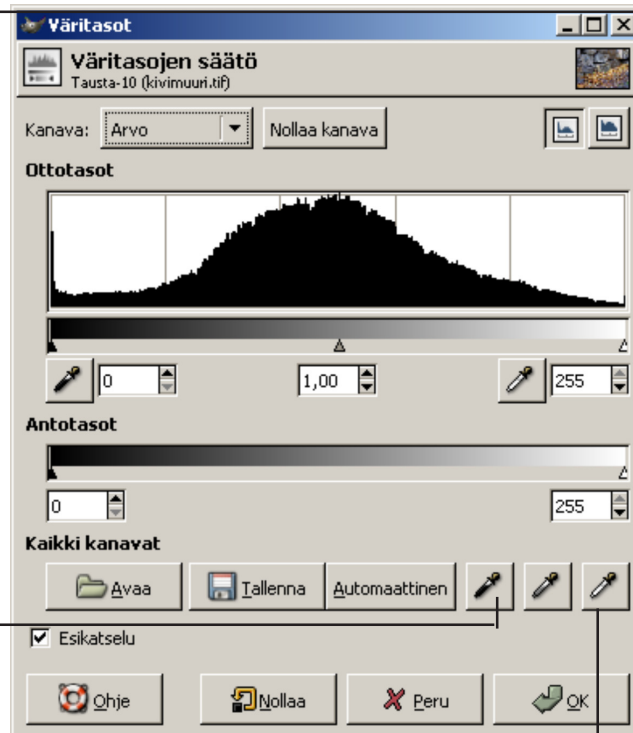 Väritasot
Väritasojen säätö
Tausta-10 (kivimuuri.tif)
Kanava: Arvo Nollaa kanava
Ottotasot
0 1,00 255
Antotasot
0 255
Kaikki kanavat
Avaa Tallenna Automaattinen
Esikatselu
Ohje Nollaa Peru OK